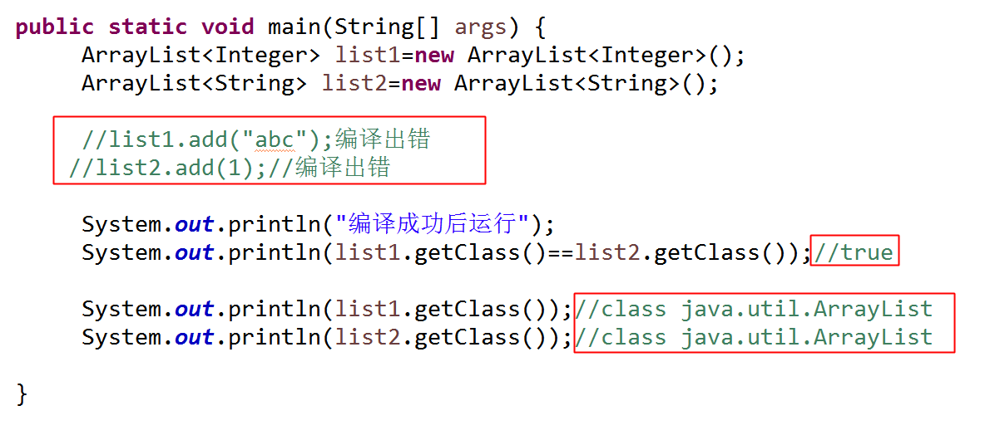 public static void main(String[] args) {
ArrayList<Integer> list1=new ArrayList<Integer>();
ArrayList<String> list2=new ArrayList<String>();
//list1.add("abc");编译出错
//list2.add(1);//编译出错
System.out.println("编译成功后运行");
System.out.println(list1.getClass()==list2.getClass());//true
System.out.println(list1.getClass());//class java.util.ArrayList
System.out.println(list2.getClass());//class java.util.ArrayList
}